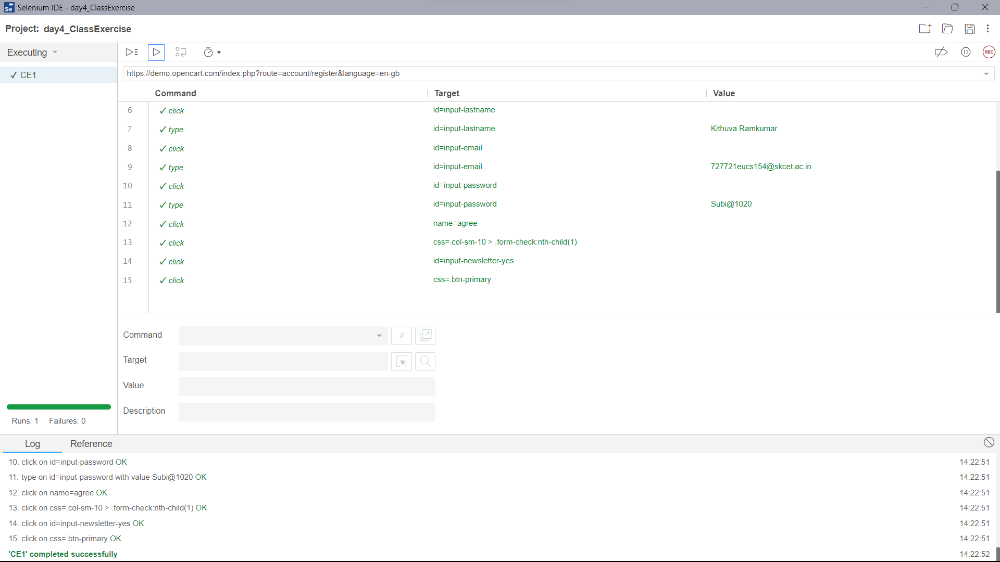 Selenium IDE - day4_ClassExercise
Project: day4_ClassExercise
Executing
REC
✓ CE1
https://demo.opencart.com/index.php?route=account/register&language=en-gb
Command Target Value
6 ✓ click id=input-lastname
7 ✓ type id=input-lastname Kithuva Ramkumar
8 ✓ click id=input-email
9 ✓ type id=input-email 727721eucs154@skcet.ac.in
10 ✓ click id=input-password
11 ✓ type id=input-password Subi@1020
12 ✓ click name=agree
13 ✓ click css=.col-sm-10 > .form-check:nth-child(1)
14 ✓ click id=input-newsletter-yes
15 ✓ click css=.btn-primary
Command //
Target
Value
Description
Runs: 1 Failures: 0
Log Reference
10. click on id=input-password OK 14:22:51
11. type on id=input-password with value Subi@1020 OK 14:22:51
12. click on name=agree OK 14:22:51
13. click on css=.col-sm-10 > .form-check:nth-child(1) OK 14:22:51
14. click on id=input-newsletter-yes OK 14:22:51
15. click on css=.btn-primary OK 14:22:51
'CE1' completed successfully 14:22:52